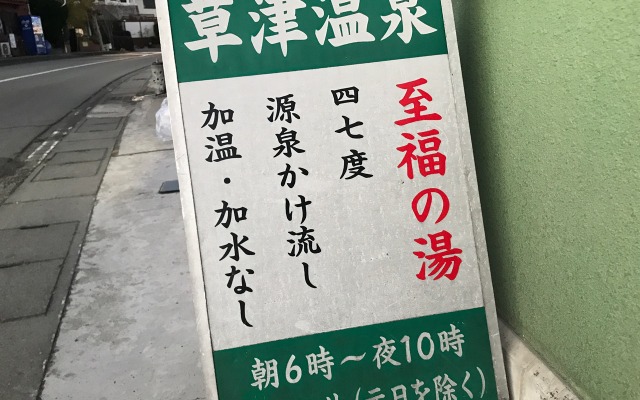 草津温泉
至福の湯
四七度
源泉かけ流し
加温・加水なし
朝6時〜夜10時
(元日を除く)